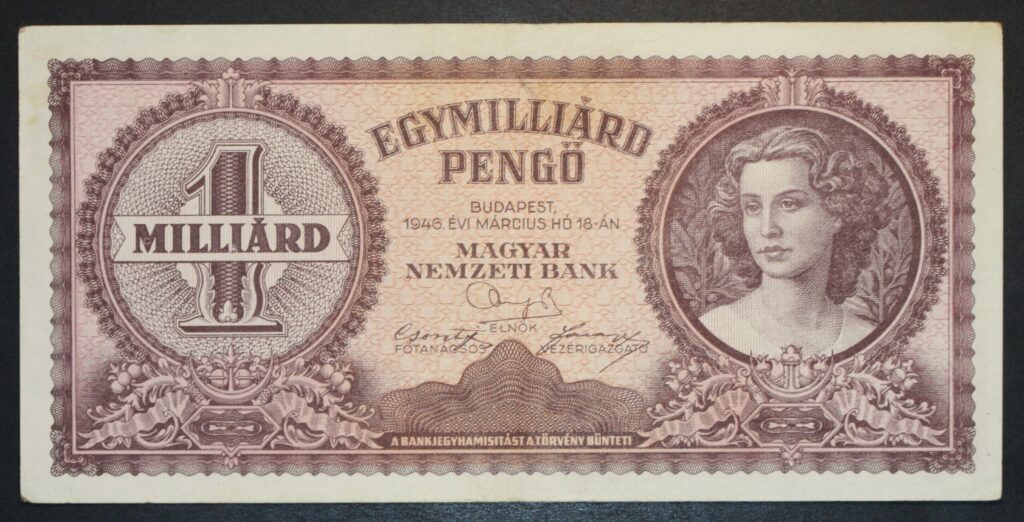 1
MILLIÁRD
EGYMILLIÁRD
PENGŐ
BUDAPEST,
1946. ÉVI MÁRCIUS HÓ 18-ÁN
MAGYAR
NEMZETI BANK
ELNÖK
FŐTANÁCSOS VEZÉRIGAZGATÓ
A BANKJEGYHAMISITÁST A TÖRVÉNY BÜNTETI